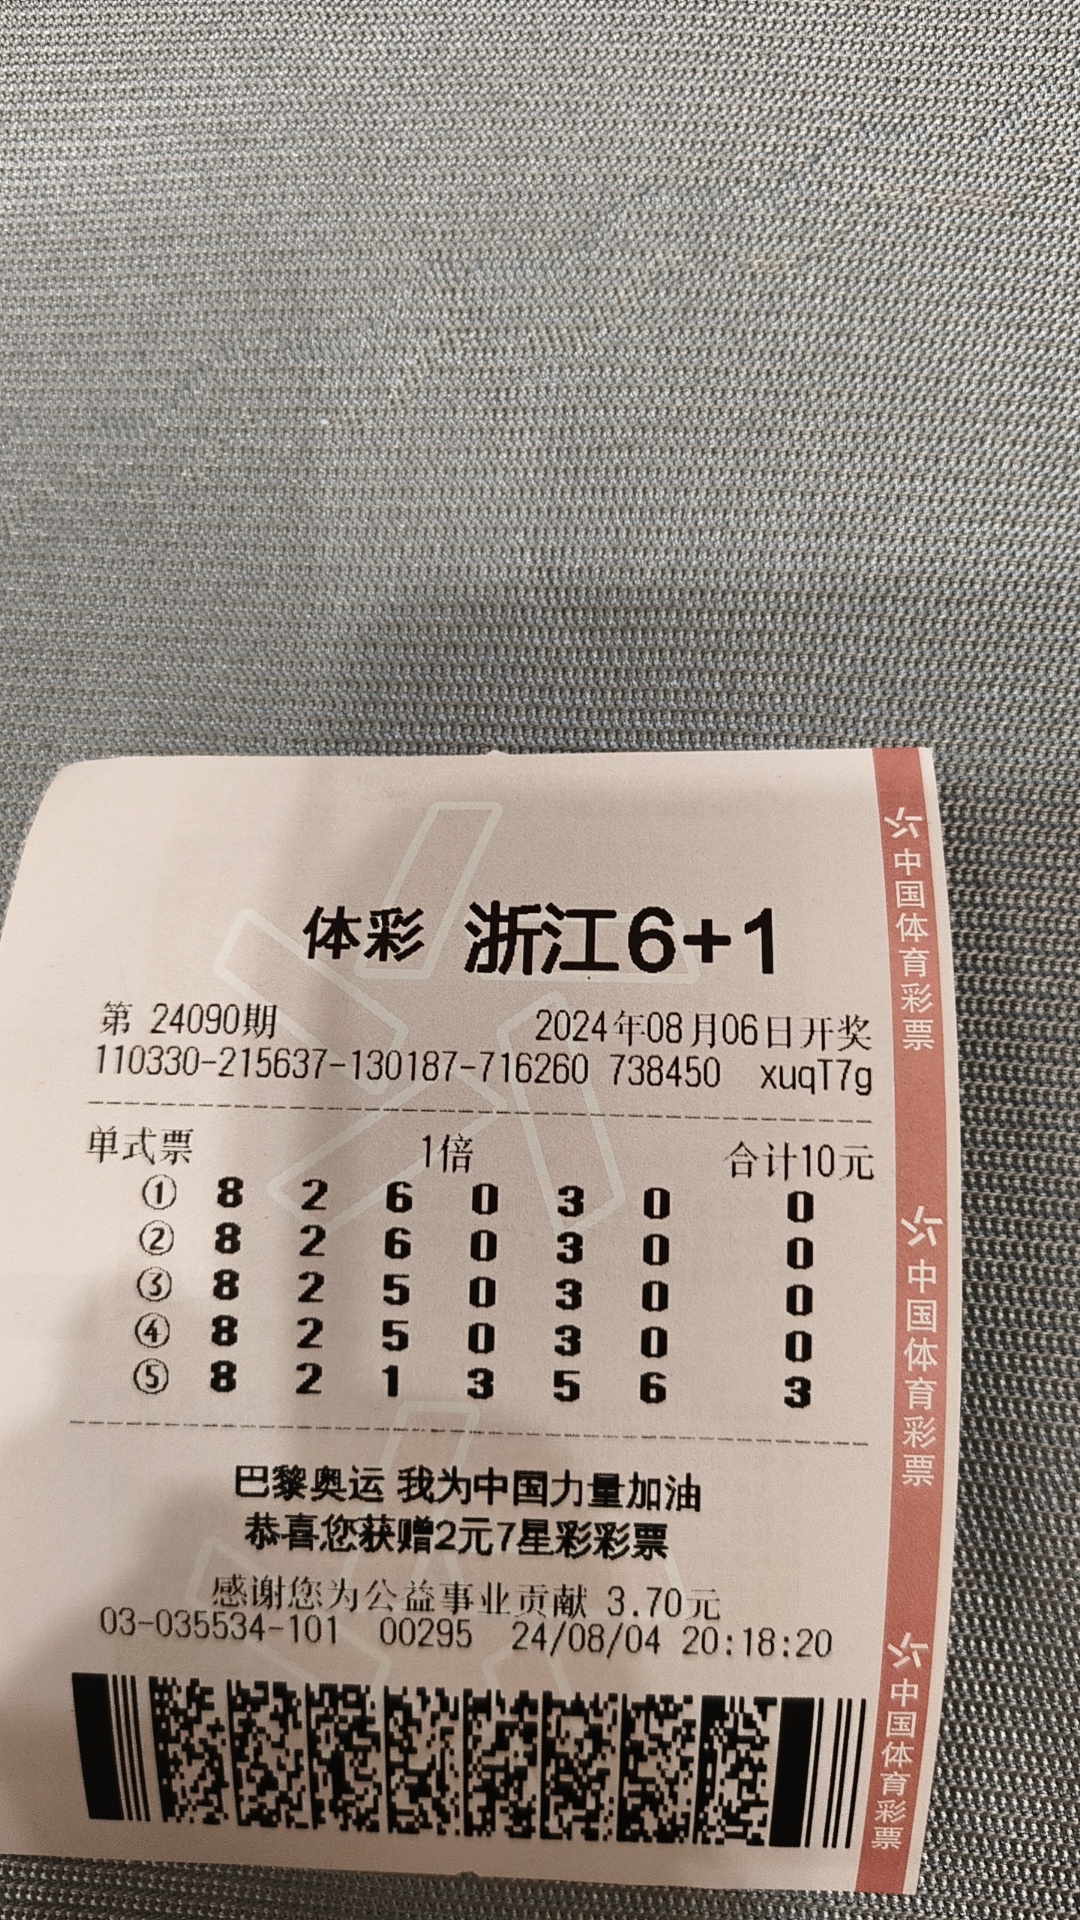 体彩 浙江6+1
第 24090期 2024年08月06日开奖
110330-215637-130187-716260 738450 xuqT7g
单式票 1倍 合计10元
① 8 2 6 0 3 0 0
② 8 2 6 0 3 0 0
③ 8 2 5 0 3 0 0
④ 8 2 5 0 3 0 0
⑤ 8 2 1 3 5 6 3
巴黎奥运 我为中国力量加油
恭喜您获赠2元7星彩彩票
感谢您为公益事业贡献 3.70元
03-035534-101 00295 24/08/04 20:18:20
中国体育彩票
中国体育彩票
中国体育彩票